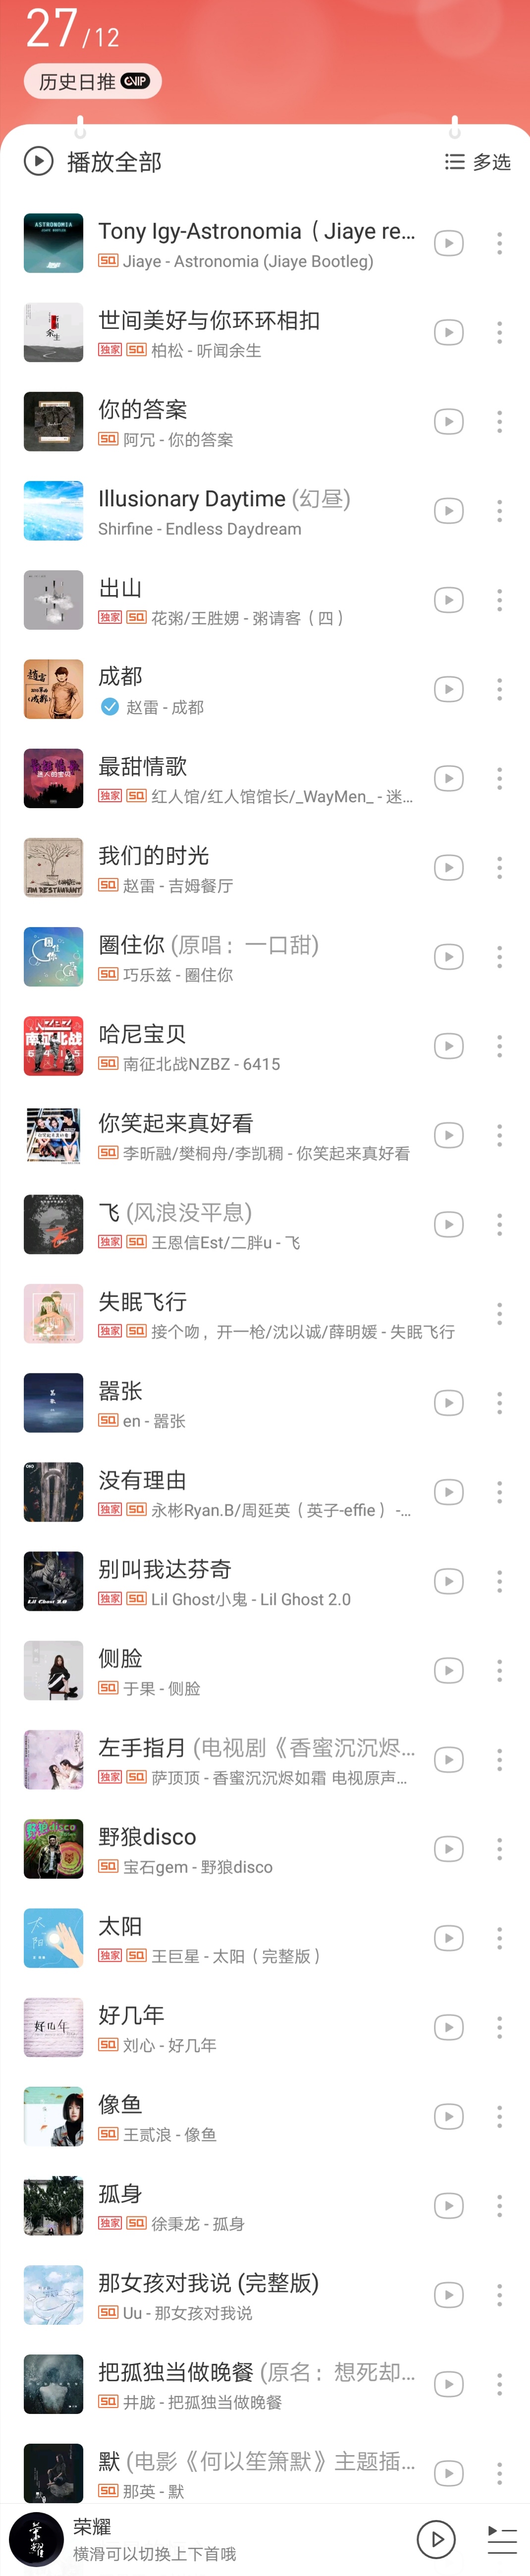 27/12
历史日推 VIP
播放全部
多选
Tony Igy-Astronomia（Jiaye re...
SQ Jiaye - Astronomia (Jiaye Bootleg)
世间美好与你环环相扣
独家 SQ 柏松 - 听闻余生
你的答案
SQ 阿冗 - 你的答案
Illusionary Daytime (幻昼)
Shirfine - Endless Daydream
出山
独家 SQ 花粥/王胜娚 - 粥请客（四）
成都
赵雷 - 成都
最甜情歌
独家 SQ 红人馆/红人馆馆长/_WayMen_ - 迷...
我们的时光
SQ 赵雷 - 吉姆餐厅
圈住你 (原唱：一口甜)
SQ 巧乐兹 - 圈住你
哈尼宝贝
SQ 南征北战NZBZ - 6415
你笑起来真好看
SQ 李昕融/樊桐舟/李凯稠 - 你笑起来真好看
飞 (风浪没平息)
独家 SQ 王恩信Est/二胖u - 飞
失眠飞行
独家 SQ 接个吻，开一枪/沈以诚/薛明媛 - 失眠飞行
嚣张
SQ en - 嚣张
没有理由
独家 SQ 永彬Ryan.B/周延英（英子-effie） -...
别叫我达芬奇
独家 SQ Lil Ghost小鬼 - Lil Ghost 2.0
侧脸
SQ 于果 - 侧脸
左手指月 (电视剧《香蜜沉沉烬...
独家 SQ 萨顶顶 - 香蜜沉沉烬如霜 电视原声...
野狼disco
SQ 宝石gem - 野狼disco
太阳
独家 SQ 王巨星 - 太阳（完整版）
好几年
SQ 刘心 - 好几年
像鱼
SQ 王贰浪 - 像鱼
孤身
独家 SQ 徐秉龙 - 孤身
那女孩对我说 (完整版)
SQ Uu - 那女孩对我说
把孤独当做晚餐 (原名：想死却...
SQ 井胧 - 把孤独当做晚餐
默 (电影《何以笙箫默》主题插...
SQ 那英 - 默
荣耀
横滑可以切换上下首哦